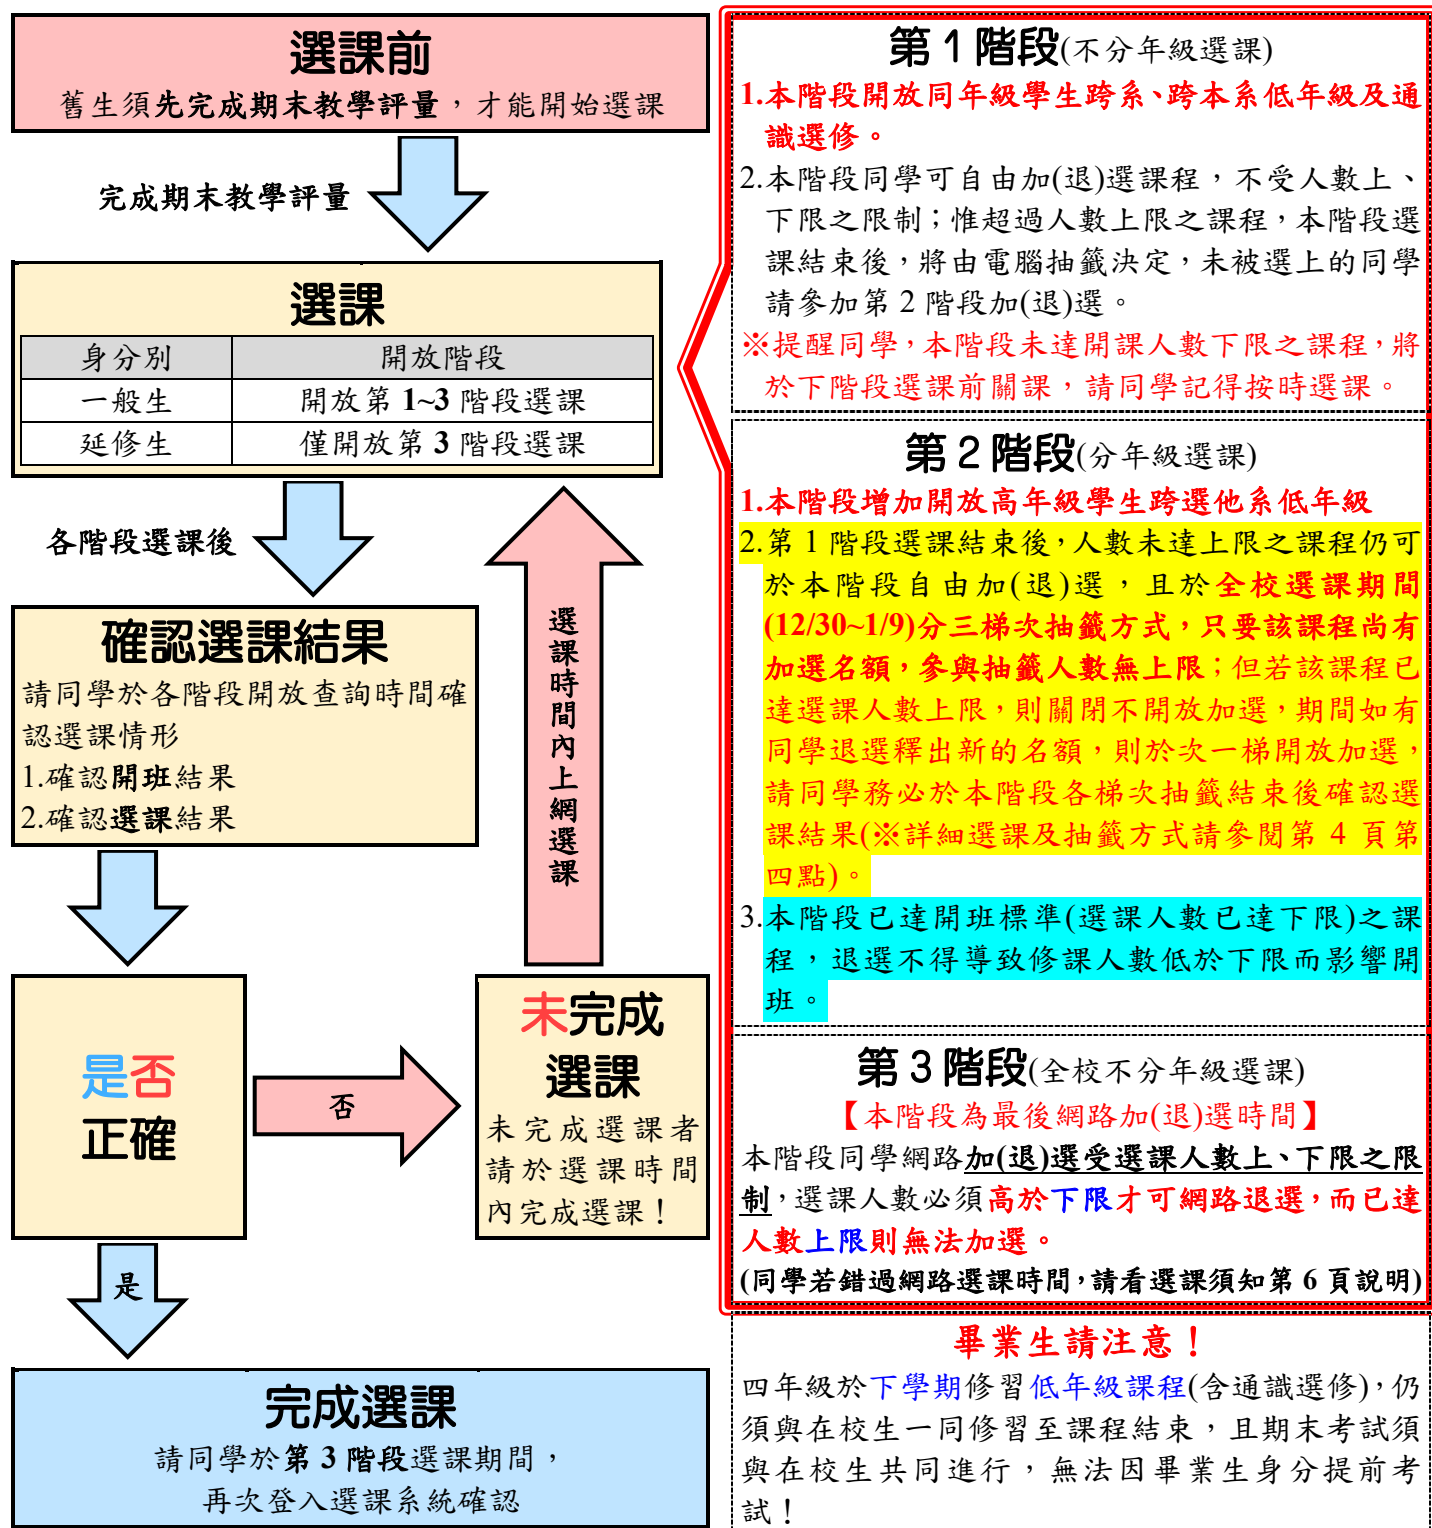 選課前
舊生須先完成期末教學評量，才能開始選課
完成期末教學評量
選課
身分別 開放階段
一般生 開放第 1~3 階段選課
延修生 僅開放第 3 階段選課
各階段選課後
確認選課結果
請同學於各階段開放查詢時間確
認選課情形
1.確認開班結果
2.確認選課結果
選課時間內上網選課
是否
正確
否
未完成
選課
未完成選課者
請於選課時間
內完成選課！
是
完成選課
請同學於第 3 階段選課期間，
再次登入選課系統確認
第 1 階段(不分年級選課)
1.本階段開放同年級學生跨系、跨本系低年級及通
識選修。
2.本階段同學可自由加(退)選課程，不受人數上、
下限之限制；惟超過人數上限之課程，本階段選
課結束後，將由電腦抽籤決定，未被選上的同學
請參加第 2 階段加(退)選。
※提醒同學，本階段未達開課人數下限之課程，將
於下階段選課前關課，請同學記得按時選課。
第 2 階段(分年級選課)
1.本階段增加開放高年級學生跨選他系低年級
2.第 1 階段選課結束後，人數未達上限之課程仍可
於本階段自由加(退)選，且於全校選課期間
(12/30~1/9)分三梯次抽籤方式，只要該課程尚有
加選名額，參與抽籤人數無上限；但若該課程已
達選課人數上限，則關閉不開放加選，期間如有
同學退選釋出新的名額，則於次一梯開放加選，
請同學務必於本階段各梯次抽籤結束後確認選
課結果(※詳細選課及抽籤方式請參閱第 4 頁第
四點)。
3.本階段已達開班標準(選課人數已達下限)之課
程，退選不得導致修課人數低於下限而影響開
班。
第 3 階段(全校不分年級選課)
【本階段為最後網路加(退)選時間】
本階段同學網路加(退)選受選課人數上、下限之限
制，選課人數必須高於下限才可網路退選，而已達
人數上限則無法加選。
(同學若錯過網路選課時間，請看選課須知第 6 頁說明)
畢業生請注意！
四年級於下學期修習低年級課程(含通識選修)，仍
須與在校生一同修習至課程結束，且期末考試須
與在校生共同進行，無法因畢業生身分提前考
試！